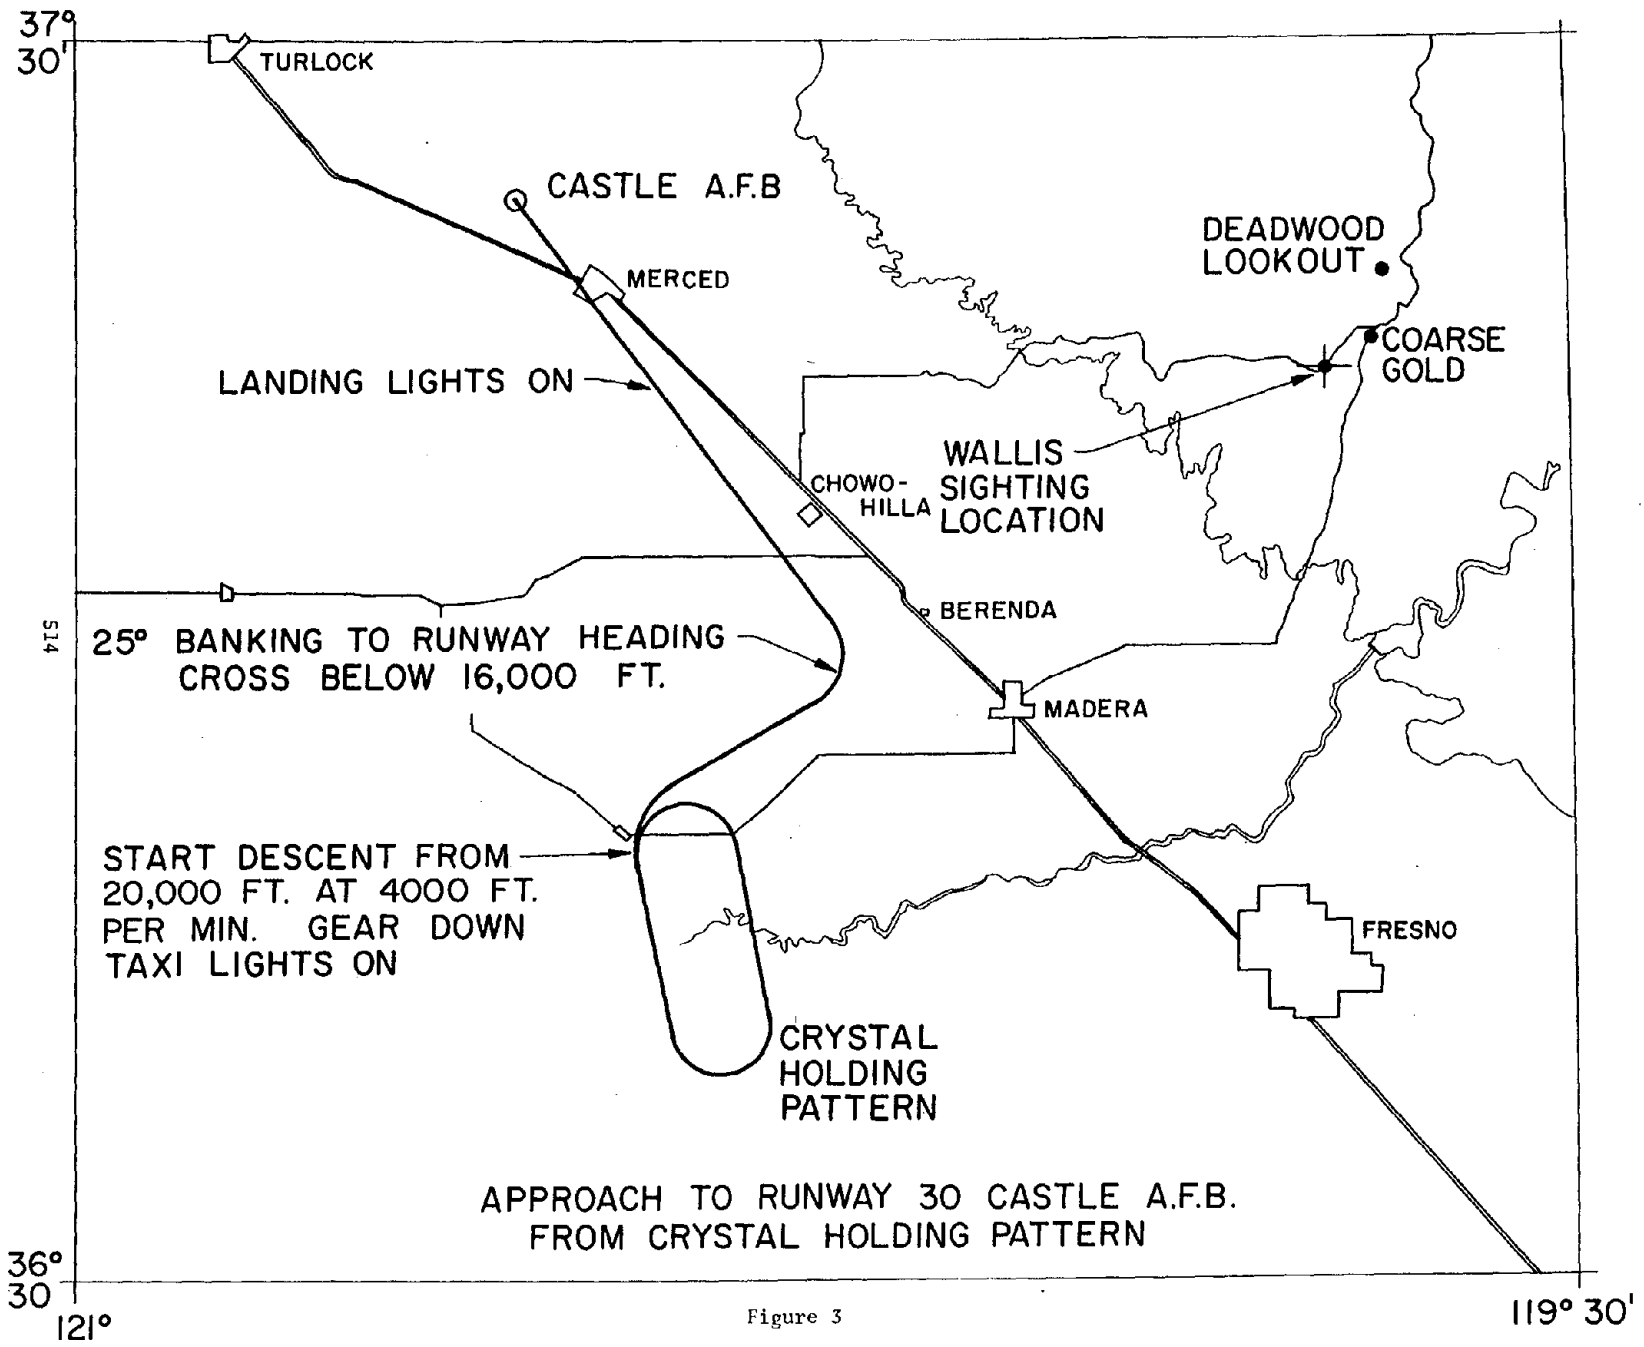 37°
30'
TURLOCK
CASTLE A.F.B
MERCED
DEADWOOD
LOOKOUT
COARSE
GOLD
LANDING LIGHTS ON
WALLIS
SIGHTING
LOCATION
CHOWO-
HILLA
BERENDA
514
25° BANKING TO RUNWAY HEADING
CROSS BELOW 16,000 FT.
MADERA
START DESCENT FROM
20,000 FT. AT 4000 FT.
PER MIN. GEAR DOWN
TAXI LIGHTS ON
FRESNO
CRYSTAL
HOLDING
PATTERN
APPROACH TO RUNWAY 30 CASTLE A.F.B.
FROM CRYSTAL HOLDING PATTERN
36°
30
121°
Figure 3
119° 30'